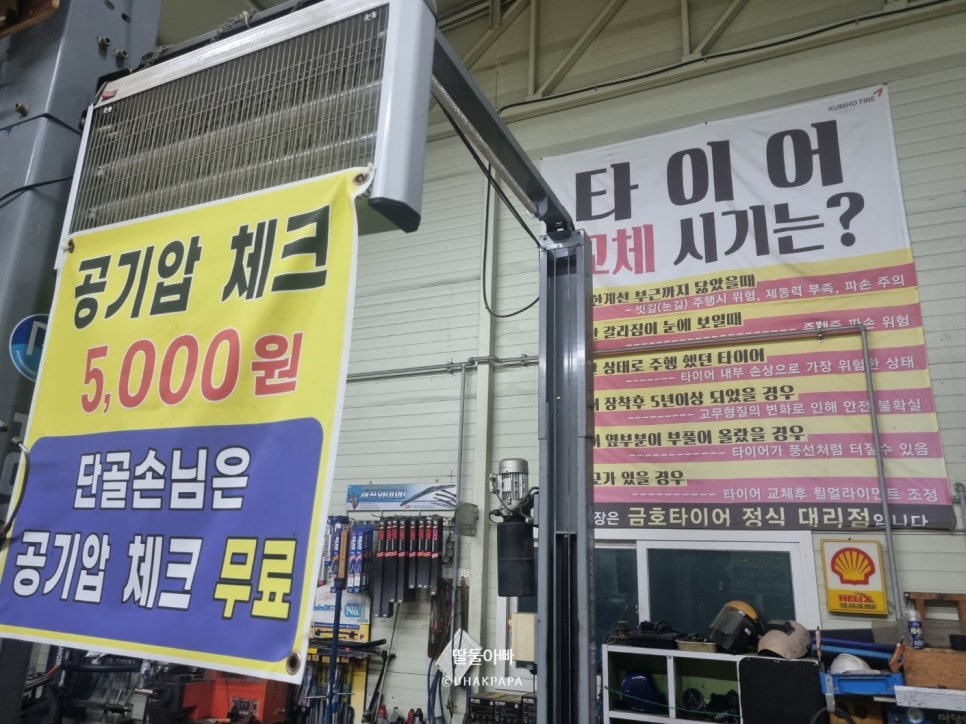 공기압 체크
5,000원
단골손님은
공기압 체크 무료
KUMHO TIRE
타이어
교체 시기는?
한계선 부근까지 닳았을때
- 빗길(눈길) 주행시 위험, 제동력 부족, 파손 주의
갈라짐이 눈에 보일때
파손 위험
상태로 주행 했던 타이어
타이어 내부 손상으로 가장 위험한 상태
장착후 5년이상 되었을 경우
고무형질의 변화로 인해 안전 불확실
옆부분이 부풀어 올랐을 경우
타이어가 풍선처럼 터질수 있음
가 있을 경우
타이어 교체후 휠얼라이먼트 조정
장은 금호타이어 정식 대리점입니다
Shell
HELIX
딸둘아빠
©UHAKPAPA